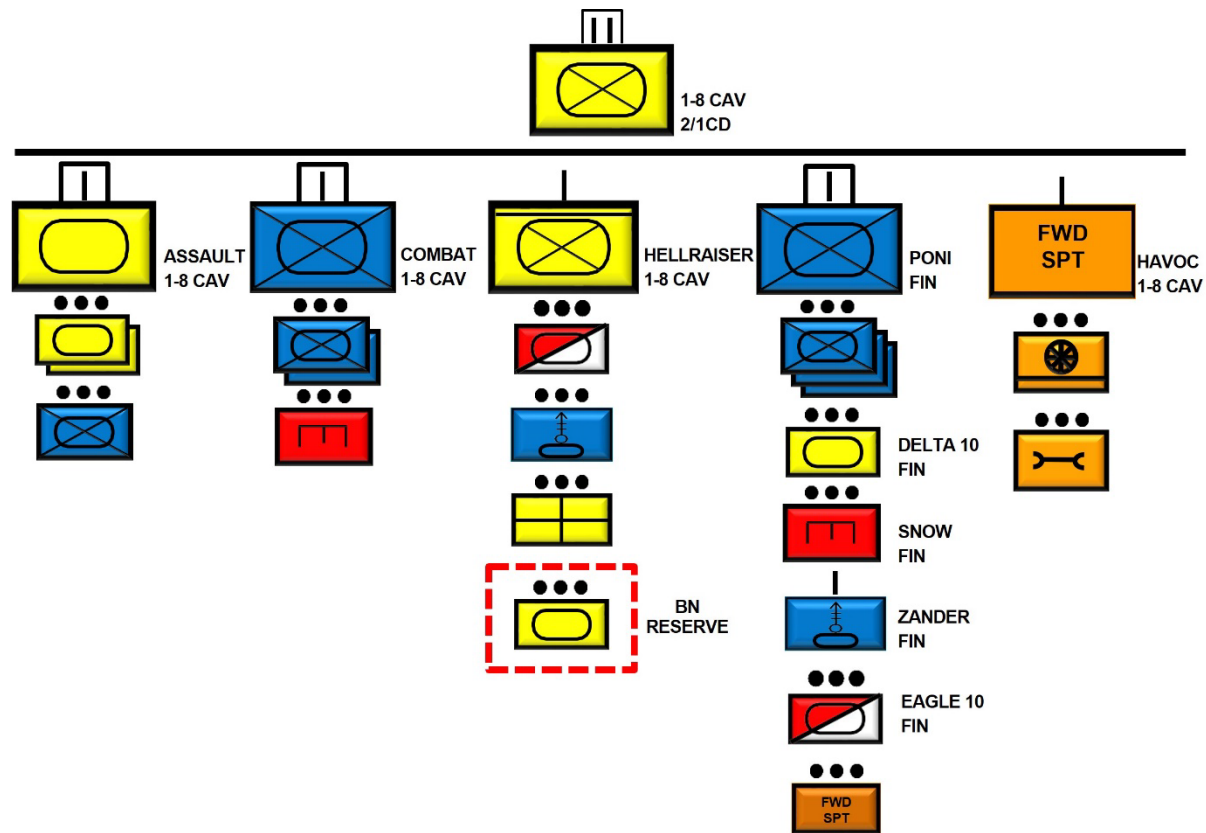 1-8 CAV
2/1CD
ASSAULT
1-8 CAV
COMBAT
1-8 CAV
HELLRAISER
1-8 CAV
PONI
FIN
FWD
SPT
HAVOC
1-8 CAV
DELTA 10
FIN
SNOW
FIN
BN
RESERVE
ZANDER
FIN
EAGLE 10
FIN
FWD
SPT